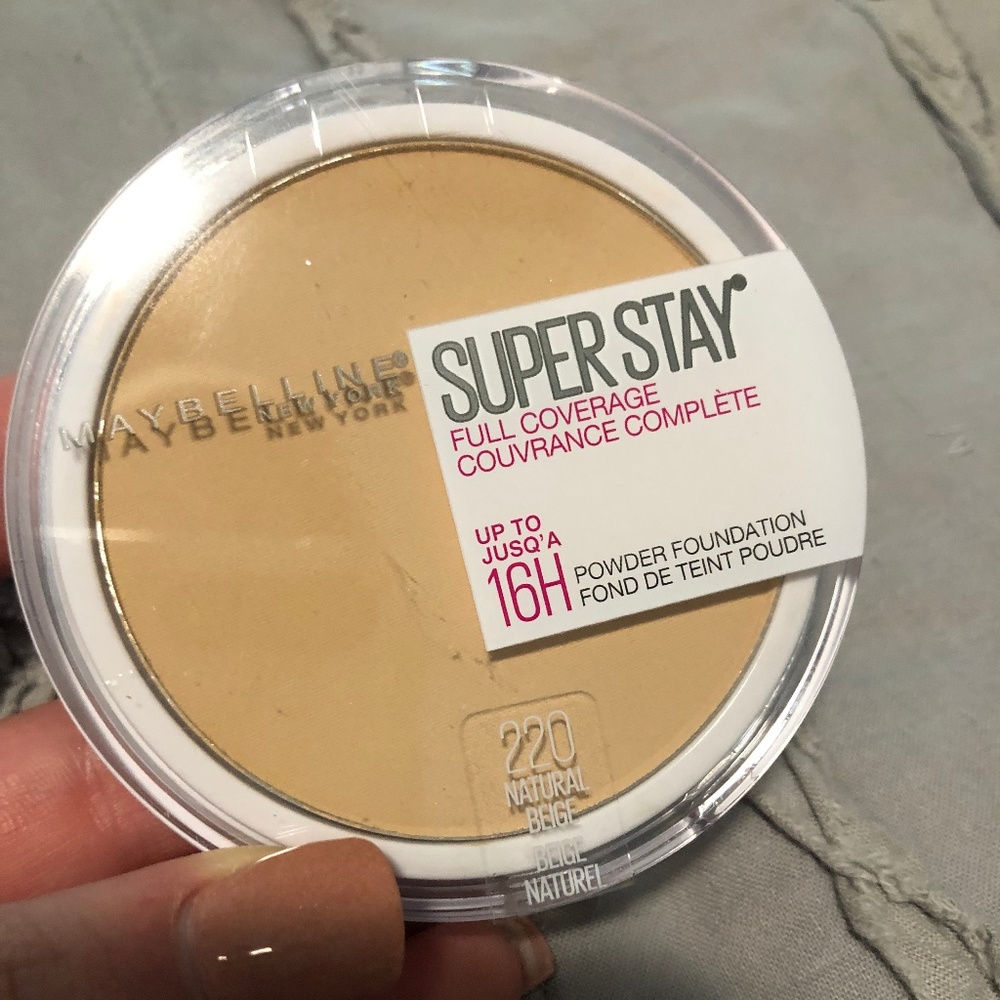 MAYBELLINE®
NEW YORK
SUPER STAY®
FULL COVERAGE
COUVRANCE COMPLÈTE
UP TO
JUSQ'A
16H
POWDER FOUNDATION
FOND DE TEINT POUDRE
220
NATURAL
BEIGE
BEIGE
NATUREL